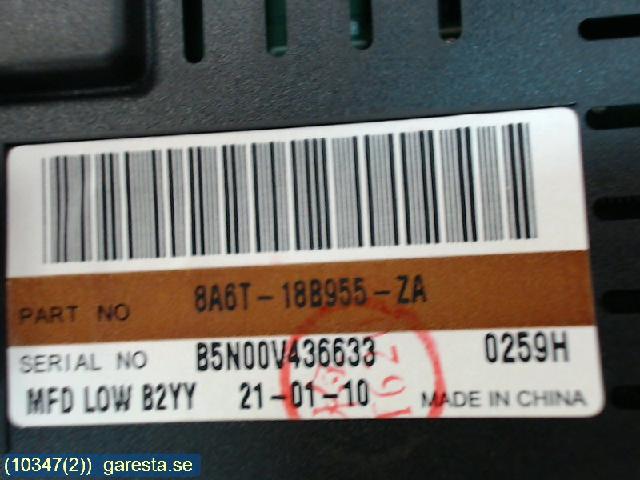 PART NO 8A6T-18B955-ZA
SERIAL NO B5N00V436633 0259H
MFD LOW B2YY 21-01-10 MADE IN CHINA
(10347(2)) garesta.se